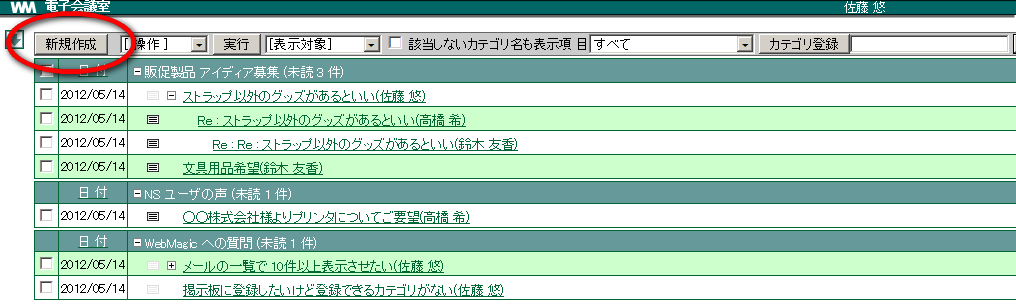 WM 電子会議室 佐藤 悠
新規作成 [操作] 実行 [表示対象] 該当しないカテゴリ名も表示項 目 すべて カテゴリ登録
日 付 販促製品 アイディア募集 (未読 3 件)
2012/05/14 ストラップ以外のグッズがあるといい(佐藤 悠)
2012/05/14 Re : ストラップ以外のグッズがあるといい(高橋 希)
2012/05/14 Re : Re : ストラップ以外のグッズがあるといい(鈴木 友香)
2012/05/14 文具用品希望(鈴木 友香)
日 付 NS ユーザの声 (未読 1 件)
2012/05/14 〇〇株式会社様よりプリンタについてご要望(高橋 希)
日 付 WebMagic への質問 (未読 1 件)
2012/05/14 メールの一覧で 10件以上表示させたい(佐藤 悠)
2012/05/14 掲示板に登録したいけど登録できるカテゴリがない(佐藤 悠)